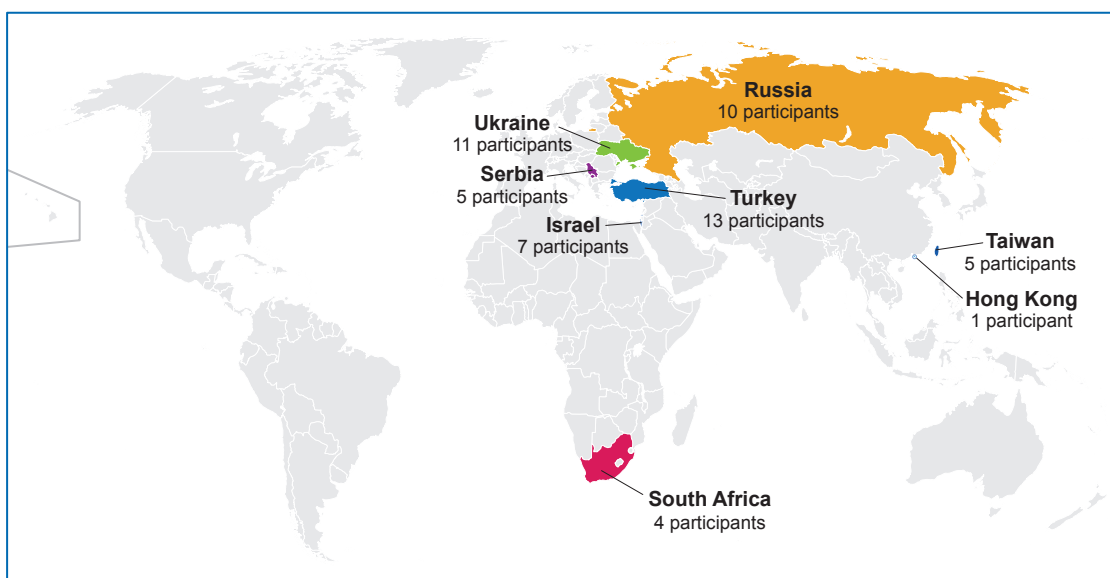 Russia
10 participants
Ukraine
11 participants
Serbia
5 participants
Turkey
13 participants
Israel
7 participants
Taiwan
5 participants
Hong Kong
1 participant
South Africa
4 participants